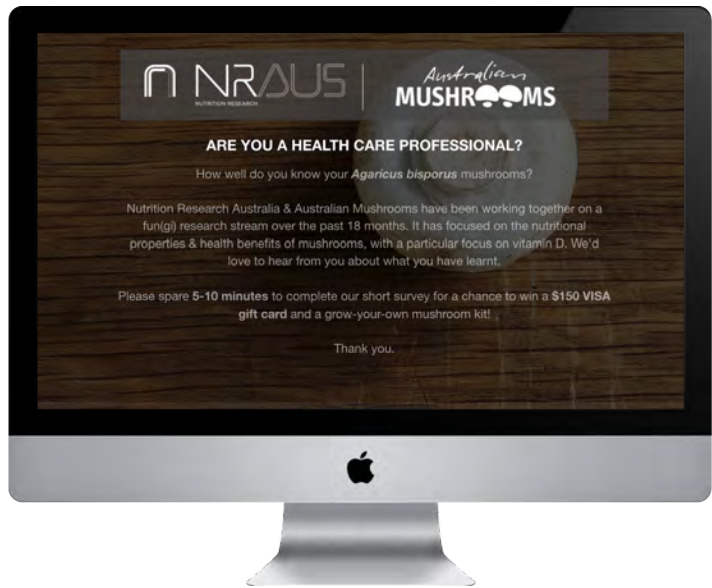 NRAUS
NUTRITION RESEARCH
Australian
MUSHROOMS
ARE YOU A HEALTH CARE PROFESSIONAL?
How well do you know your Agaricus bisporus mushrooms?
Nutrition Research Australia & Australian Mushrooms have been working together on a
fun(gi) research stream over the past 18 months. It has focused on the nutritional
properties & health benefits of mushrooms, with a particular focus on vitamin D. We'd
love to hear from you about what you have learnt.
Please spare 5-10 minutes to complete our short survey for a chance to win a $150 VISA
gift card and a grow-your-own mushroom kit!
Thank you.